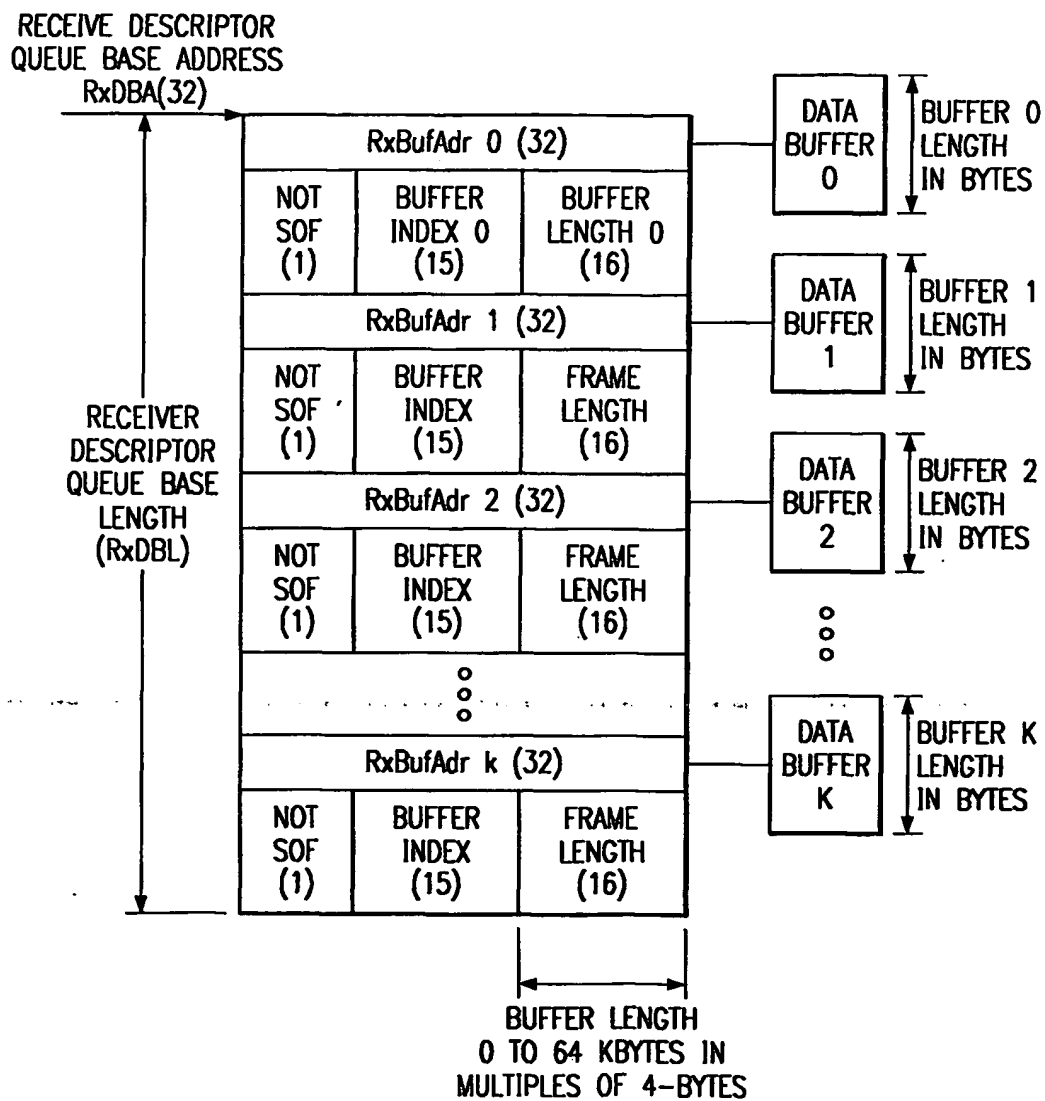 RECEIVE DESCRIPTOR
QUEUE BASE ADDRESS
RxDBA(32)
RxBufAdr 0 (32)
NOT
SOF
(1)
BUFFER
INDEX 0
(15)
BUFFER
LENGTH 0
(16)
DATA
BUFFER
0
BUFFER 0
LENGTH
IN BYTES
RxBufAdr 1 (32)
NOT
SOF
(1)
BUFFER
INDEX
(15)
FRAME
LENGTH
(16)
DATA
BUFFER
1
BUFFER 1
LENGTH
IN BYTES
RECEIVER
DESCRIPTOR
QUEUE BASE
LENGTH
(RxDBL)
RxBufAdr 2 (32)
NOT
SOF
(1)
BUFFER
INDEX
(15)
FRAME
LENGTH
(16)
DATA
BUFFER
2
BUFFER 2
LENGTH
IN BYTES
RxBufAdr k (32)
NOT
SOF
(1)
BUFFER
INDEX
(15)
FRAME
LENGTH
(16)
DATA
BUFFER
K
BUFFER K
LENGTH
IN BYTES
BUFFER LENGTH
0 TO 64 KBYTES IN
MULTIPLES OF 4-BYTES